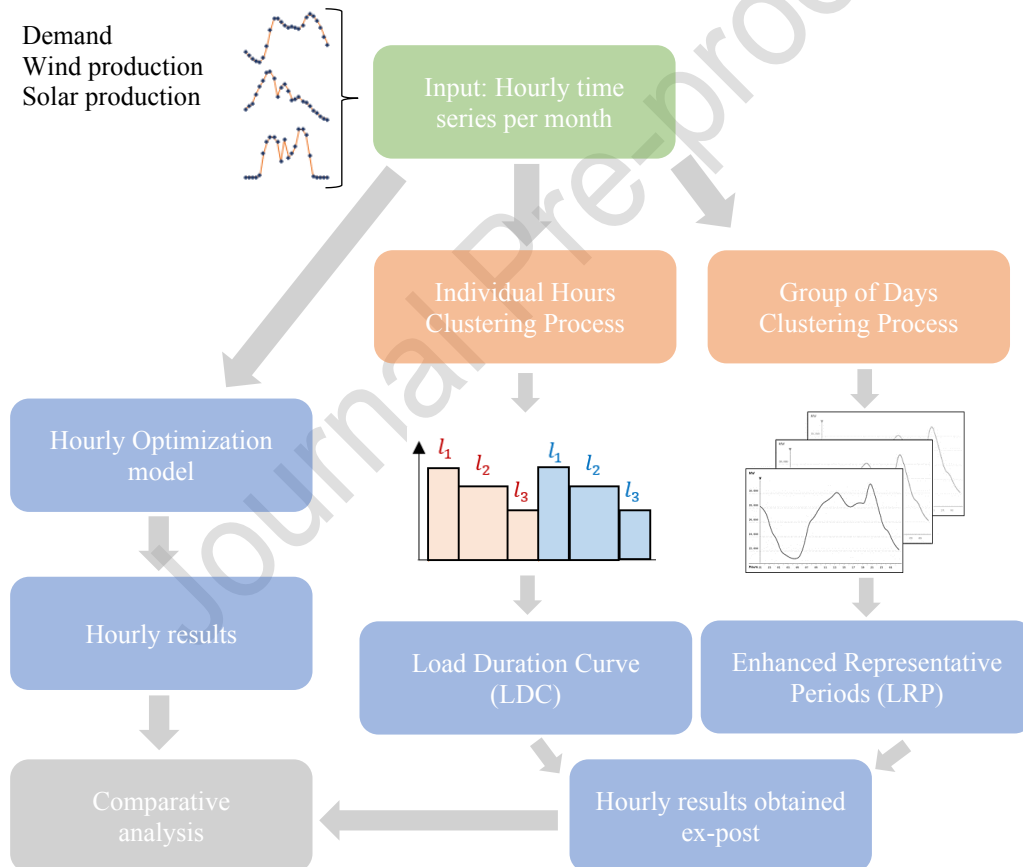 Demand
Wind production
Solar production
Input: Hourly time
series per month
Individual Hours
Clustering Process
Group of Days
Clustering Process
Hourly Optimization
model
l₁
l₂
l₃
l₁
l₂
l₃
Hourly results
Load Duration Curve
(LDC)
Enhanced Representative
Periods (LRP)
Comparative
analysis
Hourly results obtained
ex-post
Journal Pre-proo